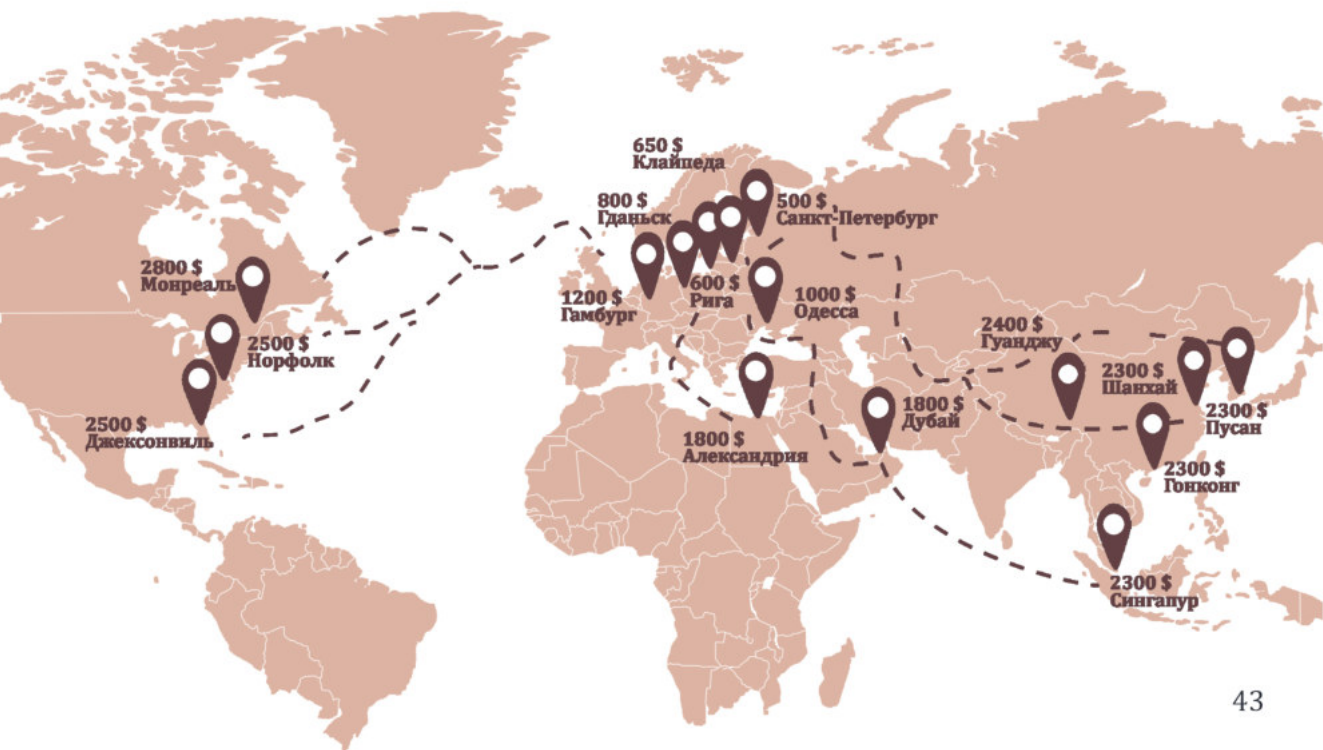 650 $
Клайпеда
800 $
Гданьск
500 $
Санкт-Петербург
2800 $
Монреаль
1200 $
Гамбург
600 $
Рига
1000 $
Одесса
2500 $
Норфолк
2400 $
Гуанджу
2300 $
Шанхай
2500 $
Джексонвиль
1800 $
Александрия
1800 $
Дубай
2300 $
Пусан
2300 $
Гонконг
2300 $
Сингапур
43